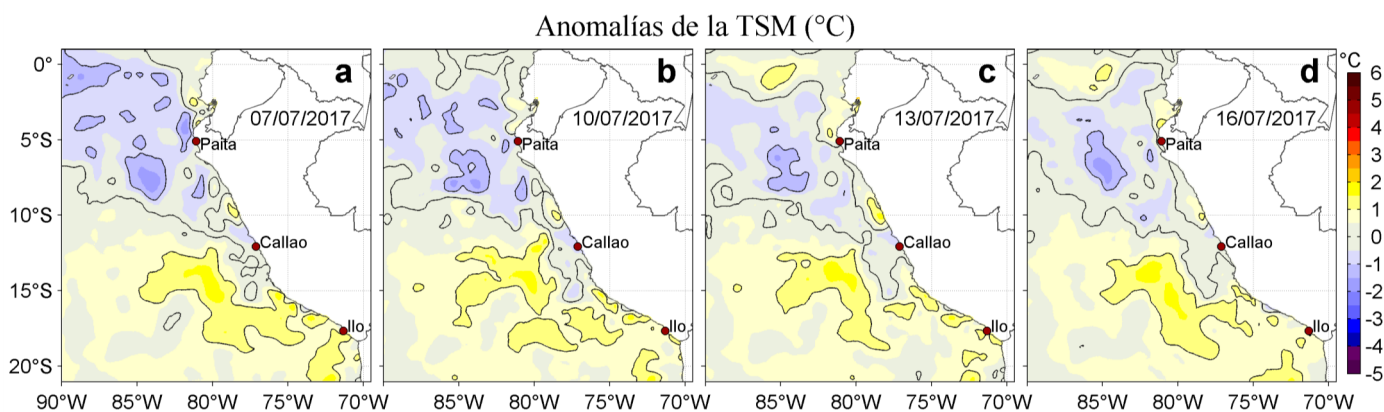 Anomalías de la TSM (°C)
a
07/07/2017
Paita
Callao
Ilo
b
10/07/2017
Paita
Callao
Ilo
c
13/07/2017
Paita
Callao
Ilo
d
16/07/2017
Paita
Callao
Ilo
0°
5°S
10°S
15°S
20°S
90°W 85°W 80°W 75°W 70°W
85°W 80°W 75°W 70°W
85°W 80°W 75°W 70°W
85°W 80°W 75°W 70°W
°C
6
5
4
3
2
1
0
-1
-2
-3
-4
-5